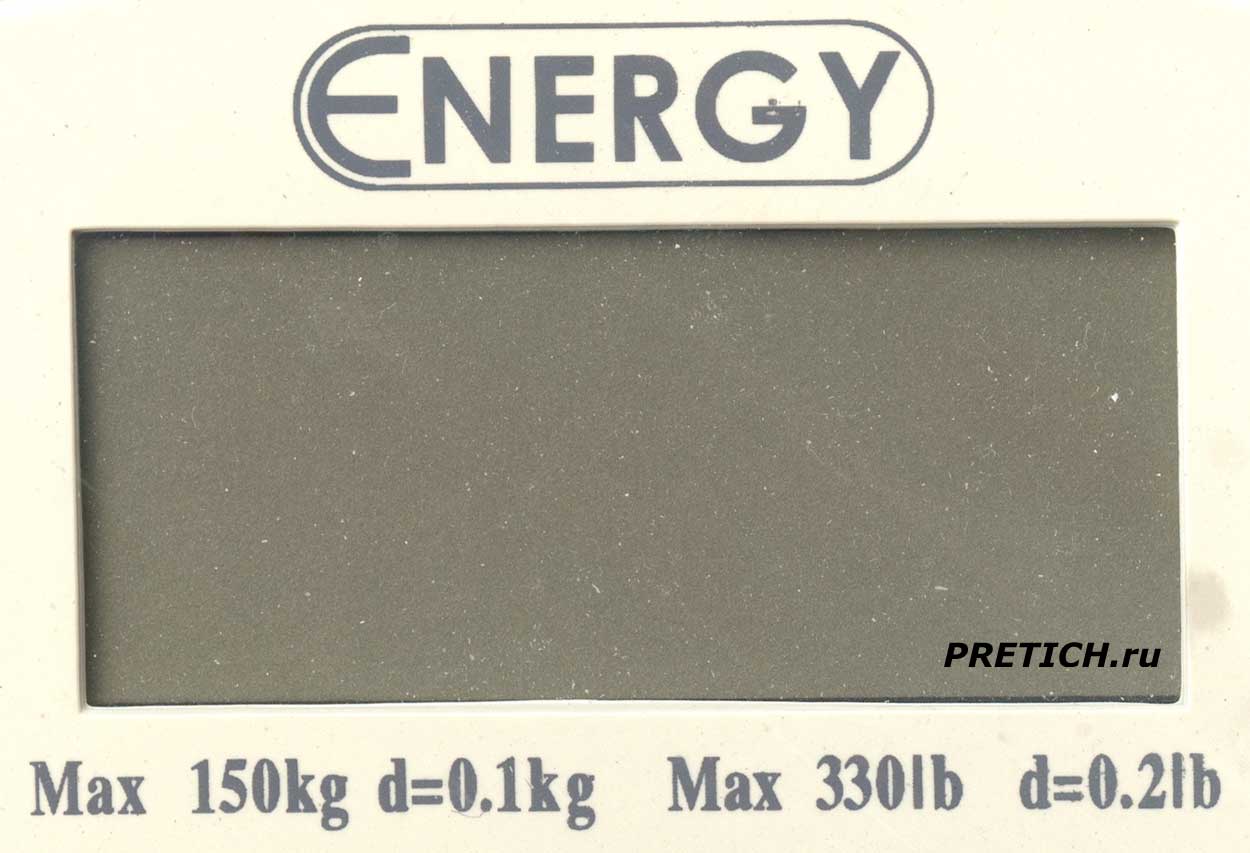 ENERGY
PRETICH.ru
Max 150kg d=0.1kg Max 330lb d=0.2lb